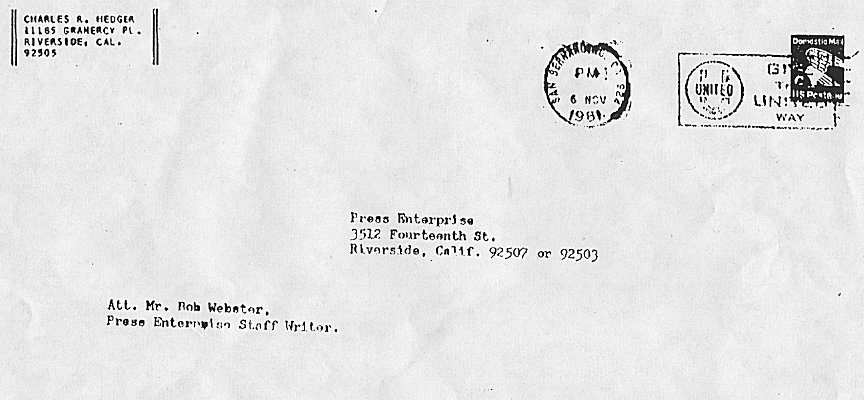 CHARLES R. HEDGER
11185 GRAMERCY PL.
RIVERSIDE, CAL.
92505
SAN BERNARDINO, CA
PM
6 NOV
1981
UNITED
GIVE
THE
UNITED
WAY
Domestic Mail
US Postage
Press Enterprise
3512 Fourteenth St.
Riverside, Calif. 92507 or 92503
Att. Mr. Bob Webster,
Press Enterprise Staff Writer.